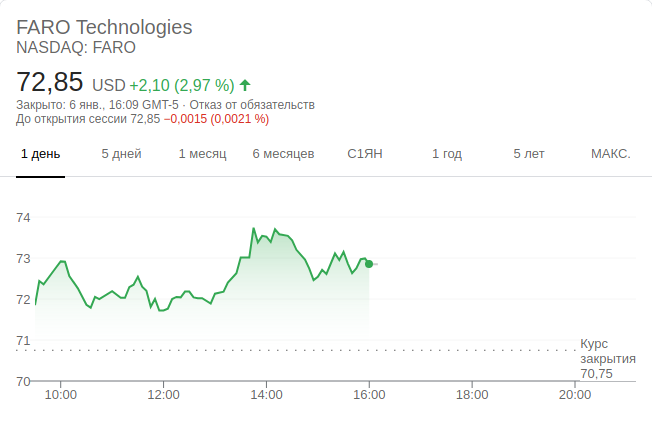 FARO Technologies
NASDAQ: FARO
72,85 USD +2,10 (2,97 %)
Закрыто: 6 янв., 16:09 GMT-5 · Отказ от обязательств
До открытия сессии 72,85 −0,0015 (0,0021 %)
1 день 5 дней 1 месяц 6 месяцев С1ЯН 1 год 5 лет МАКС.
74
73
72
71
Курс
закрытия
70,75
70
10:00 12:00 14:00 16:00 18:00 20:00